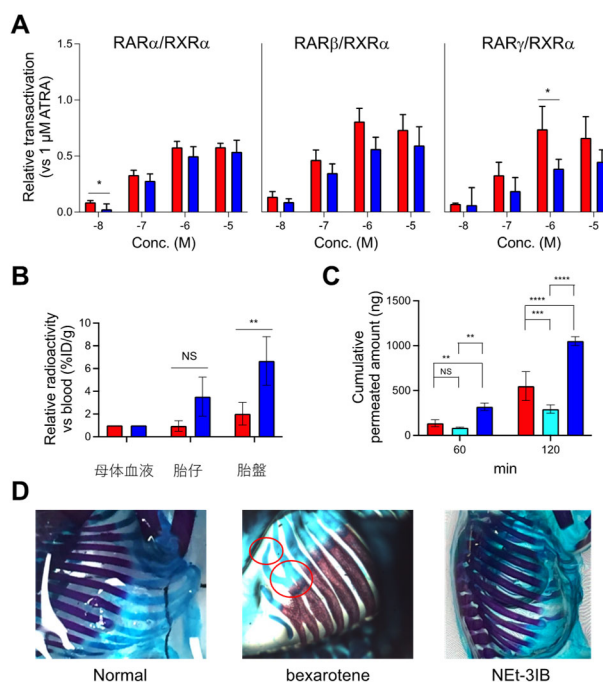 A
RARα/RXRα
RARβ/RXRα
RARγ/RXRα
Relative transactivation
(vs 1 µM ATRA)
1.5
1.0
0.5
0.0
*
*
-8 -7 -6 -5
-8 -7 -6 -5
-8 -7 -6 -5
Conc. (M)
Conc. (M)
Conc. (M)
B
Relative radioactivity
vs blood (%ID/g)
10
8
6
4
2
0
NS
**
母体血液
胎仔
胎盤
C
Cumulative
permeated amount (ng)
1500
1000
500
0
**
NS
**
****
****
***
60
120
min
D
Normal
bexarotene
NEt-3IB